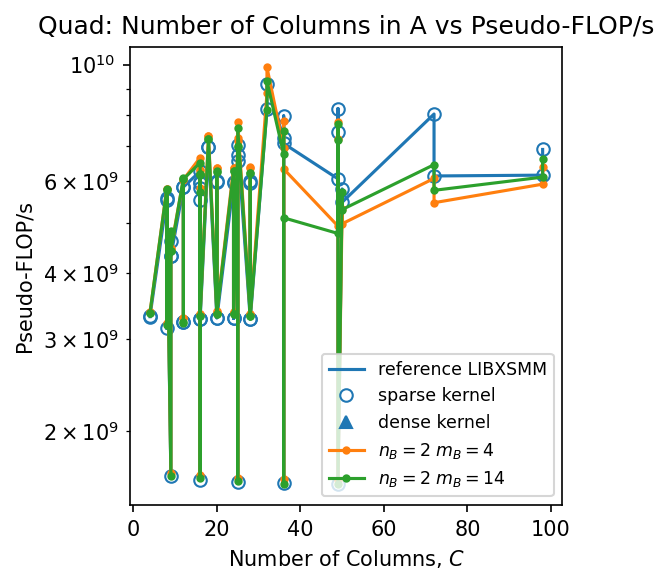 Quad: Number of Columns in A vs Pseudo-FLOP/s
10¹⁰
6 × 10⁹
4 × 10⁹
3 × 10⁹
2 × 10⁹
Pseudo-FLOP/s
reference LIBXSMM
sparse kernel
dense kernel
n_B = 2 m_B = 4
n_B = 2 m_B = 14
0 20 40 60 80 100
Number of Columns, C